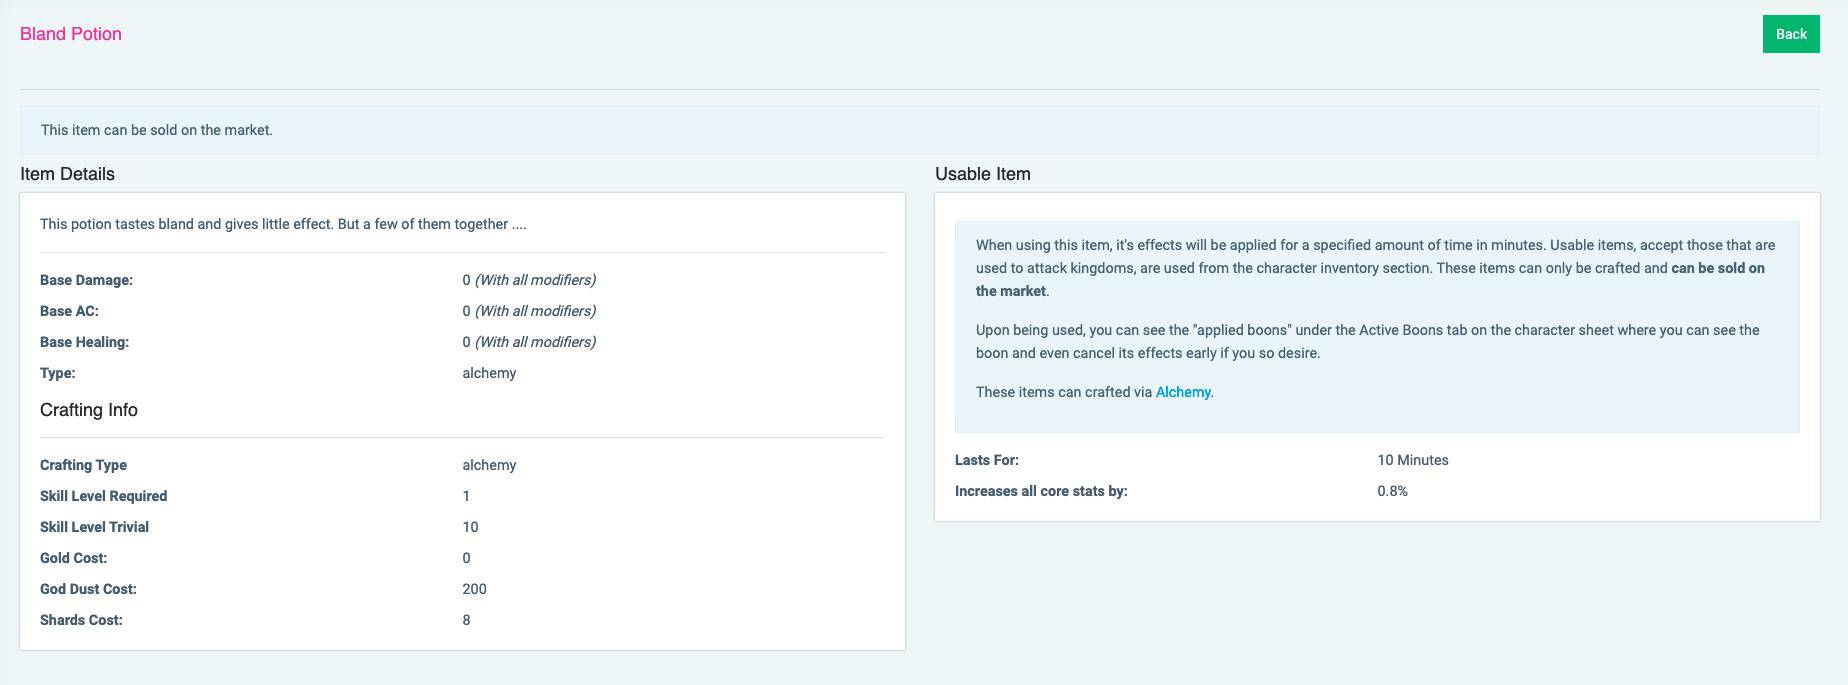 Bland Potion
Back
This item can be sold on the market.
Item Details
This potion tastes bland and gives little effect. But a few of them together ....
Base Damage: 0 (With all modifiers)
Base AC: 0 (With all modifiers)
Base Healing: 0 (With all modifiers)
Type: alchemy
Crafting Info
Crafting Type alchemy
Skill Level Required 1
Skill Level Trivial 10
Gold Cost: 0
God Dust Cost: 200
Shards Cost: 8
Usable Item
When using this item, it's effects will be applied for a specified amount of time in minutes. Usable items, accept those that are
used to attack kingdoms, are used from the character inventory section. These items can only be crafted and can be sold on
the market.
Upon being used, you can see the "applied boons" under the Active Boons tab on the character sheet where you can see the
boon and even cancel its effects early if you so desire.
These items can crafted via Alchemy.
Lasts For: 10 Minutes
Increases all core stats by: 0.8%